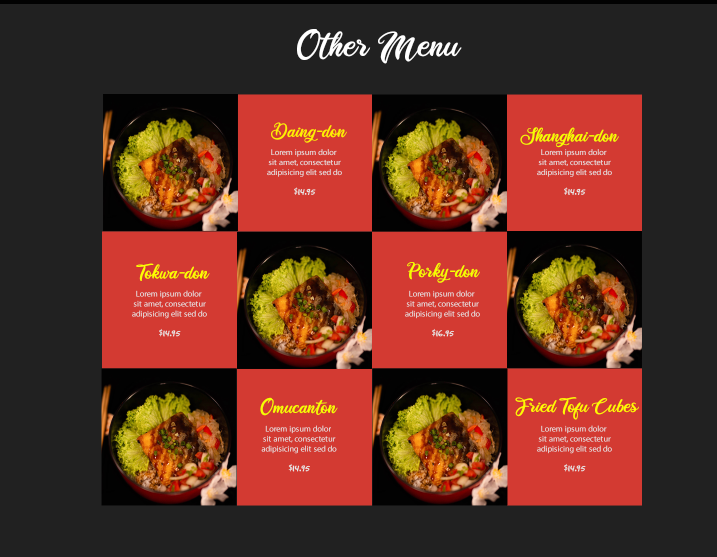 Other Menu
Daing-don
Lorem ipsum dolor
sit amet, consectetur
adipisicing elit sed do
$14.95
Shanghai-don
Lorem ipsum dolor
sit amet, consectetur
adipisicing elit sed do
$14.95
Tokwa-don
Lorem ipsum dolor
sit amet, consectetur
adipisicing elit sed do
$14.95
Porky-don
Lorem ipsum dolor
sit amet, consectetur
adipisicing elit sed do
$16.95
Omucanton
Lorem ipsum dolor
sit amet, consectetur
adipisicing elit sed do
$14.95
Fried Tofu Cubes
Lorem ipsum dolor
sit amet, consectetur
adipisicing elit sed do
$14.95